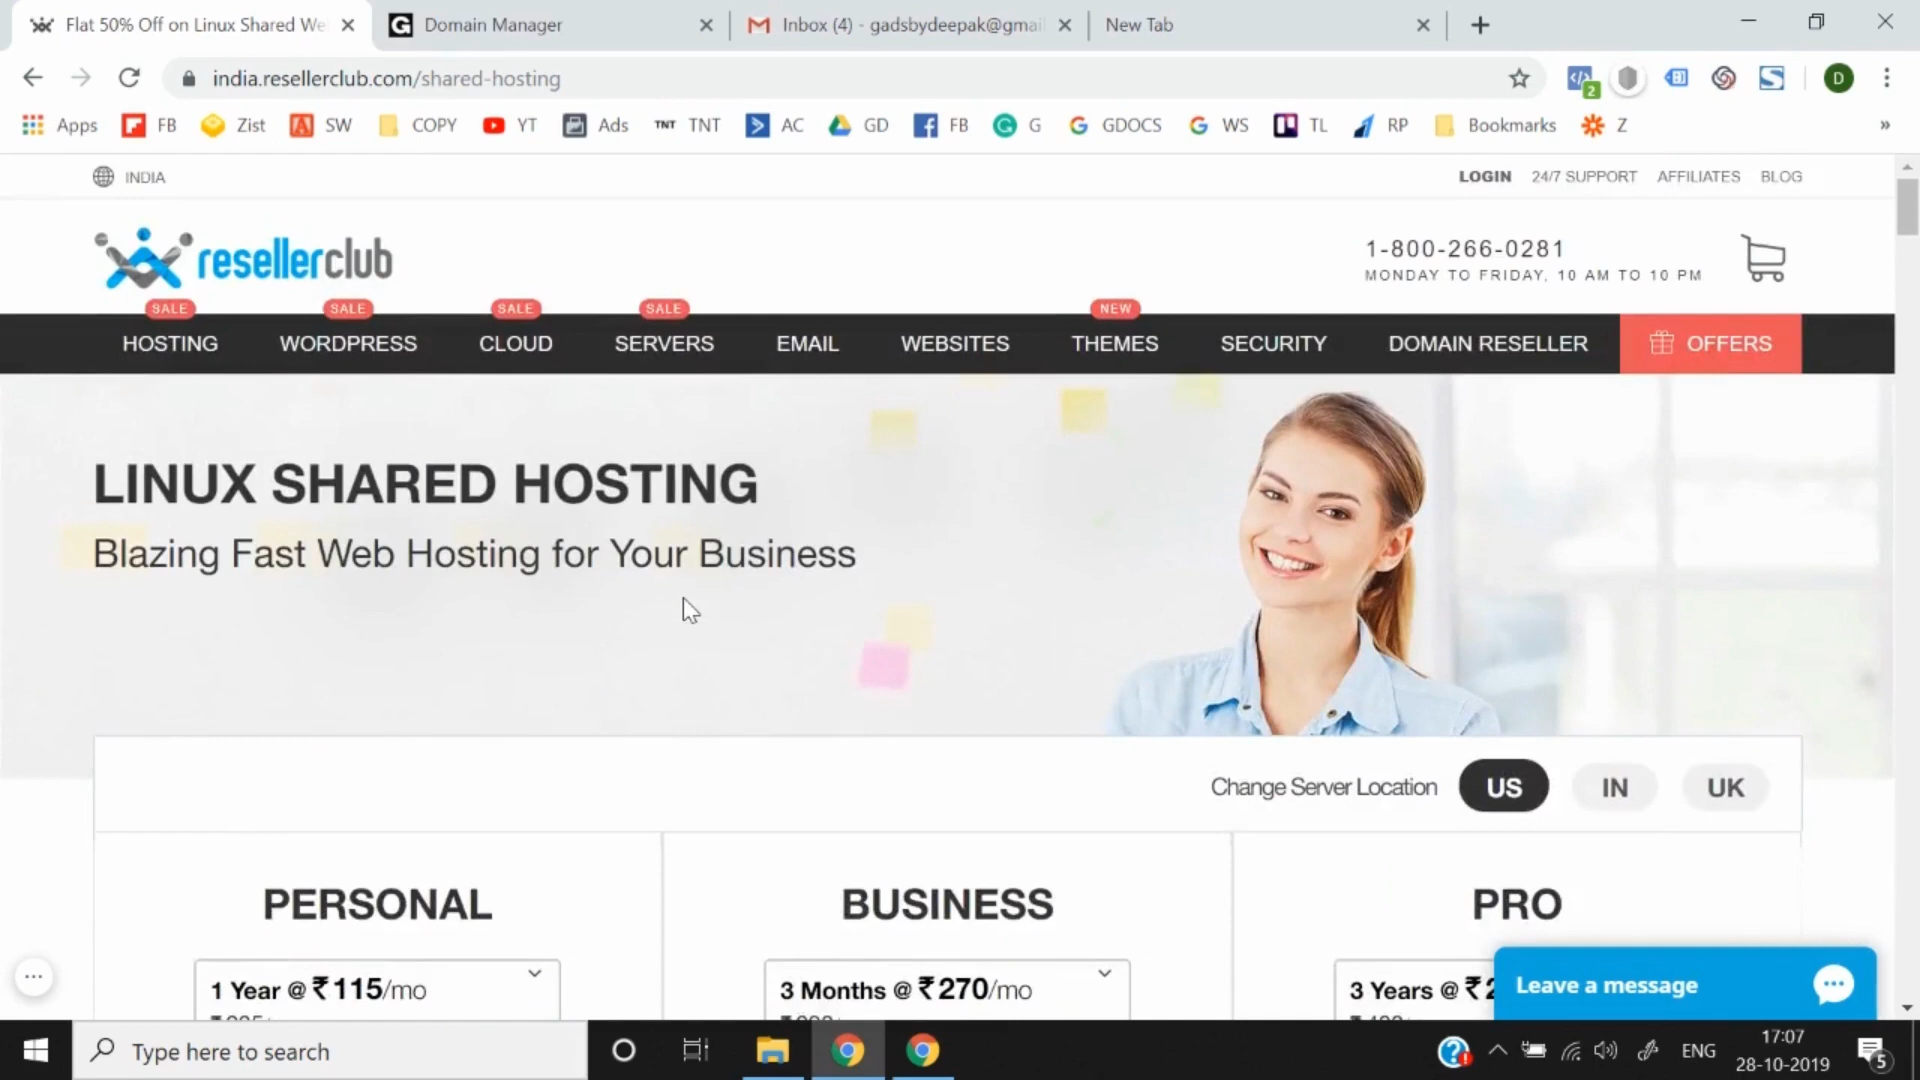 Flat 50% Off on Linux Shared We
Domain Manager
Inbox (4) - gadsbydeepak@gmai
New Tab
india.resellerclub.com/shared-hosting
2
D
Apps
FB
Zist
SW
COPY
YT
Ads
TNT TNT
AC
GD
FB
G
GDOCS
WS
TL
RP
Bookmarks
Z
»
INDIA
LOGIN 24/7 SUPPORT AFFILIATES BLOG
resellerclub
1-800-266-0281
MONDAY TO FRIDAY, 10 AM TO 10 PM
SALE
SALE
SALE
SALE
NEW
HOSTING
WORDPRESS
CLOUD
SERVERS
EMAIL
WEBSITES
THEMES
SECURITY
DOMAIN RESELLER
OFFERS
LINUX SHARED HOSTING
Blazing Fast Web Hosting for Your Business
Change Server Location US IN UK
PERSONAL
BUSINESS
PRO
1 Year @ ₹115/mo
3 Months @ ₹270/mo
3 Years @ ₹2
Leave a message
Type here to search
ENG
17:07
28-10-2019
5